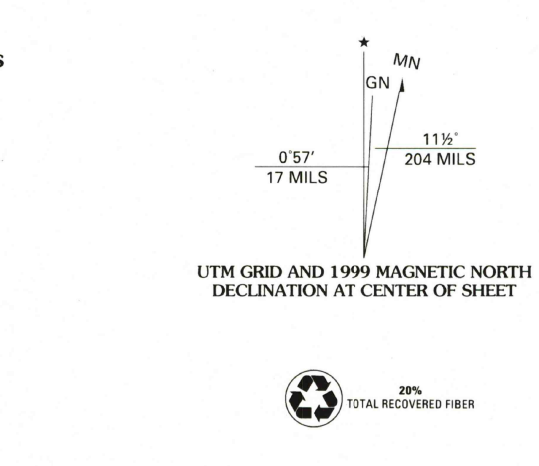 s
★
MN
GN
11½°
204 MILS
0°57′
17 MILS
UTM GRID AND 1999 MAGNETIC NORTH
DECLINATION AT CENTER OF SHEET
20%
TOTAL RECOVERED FIBER